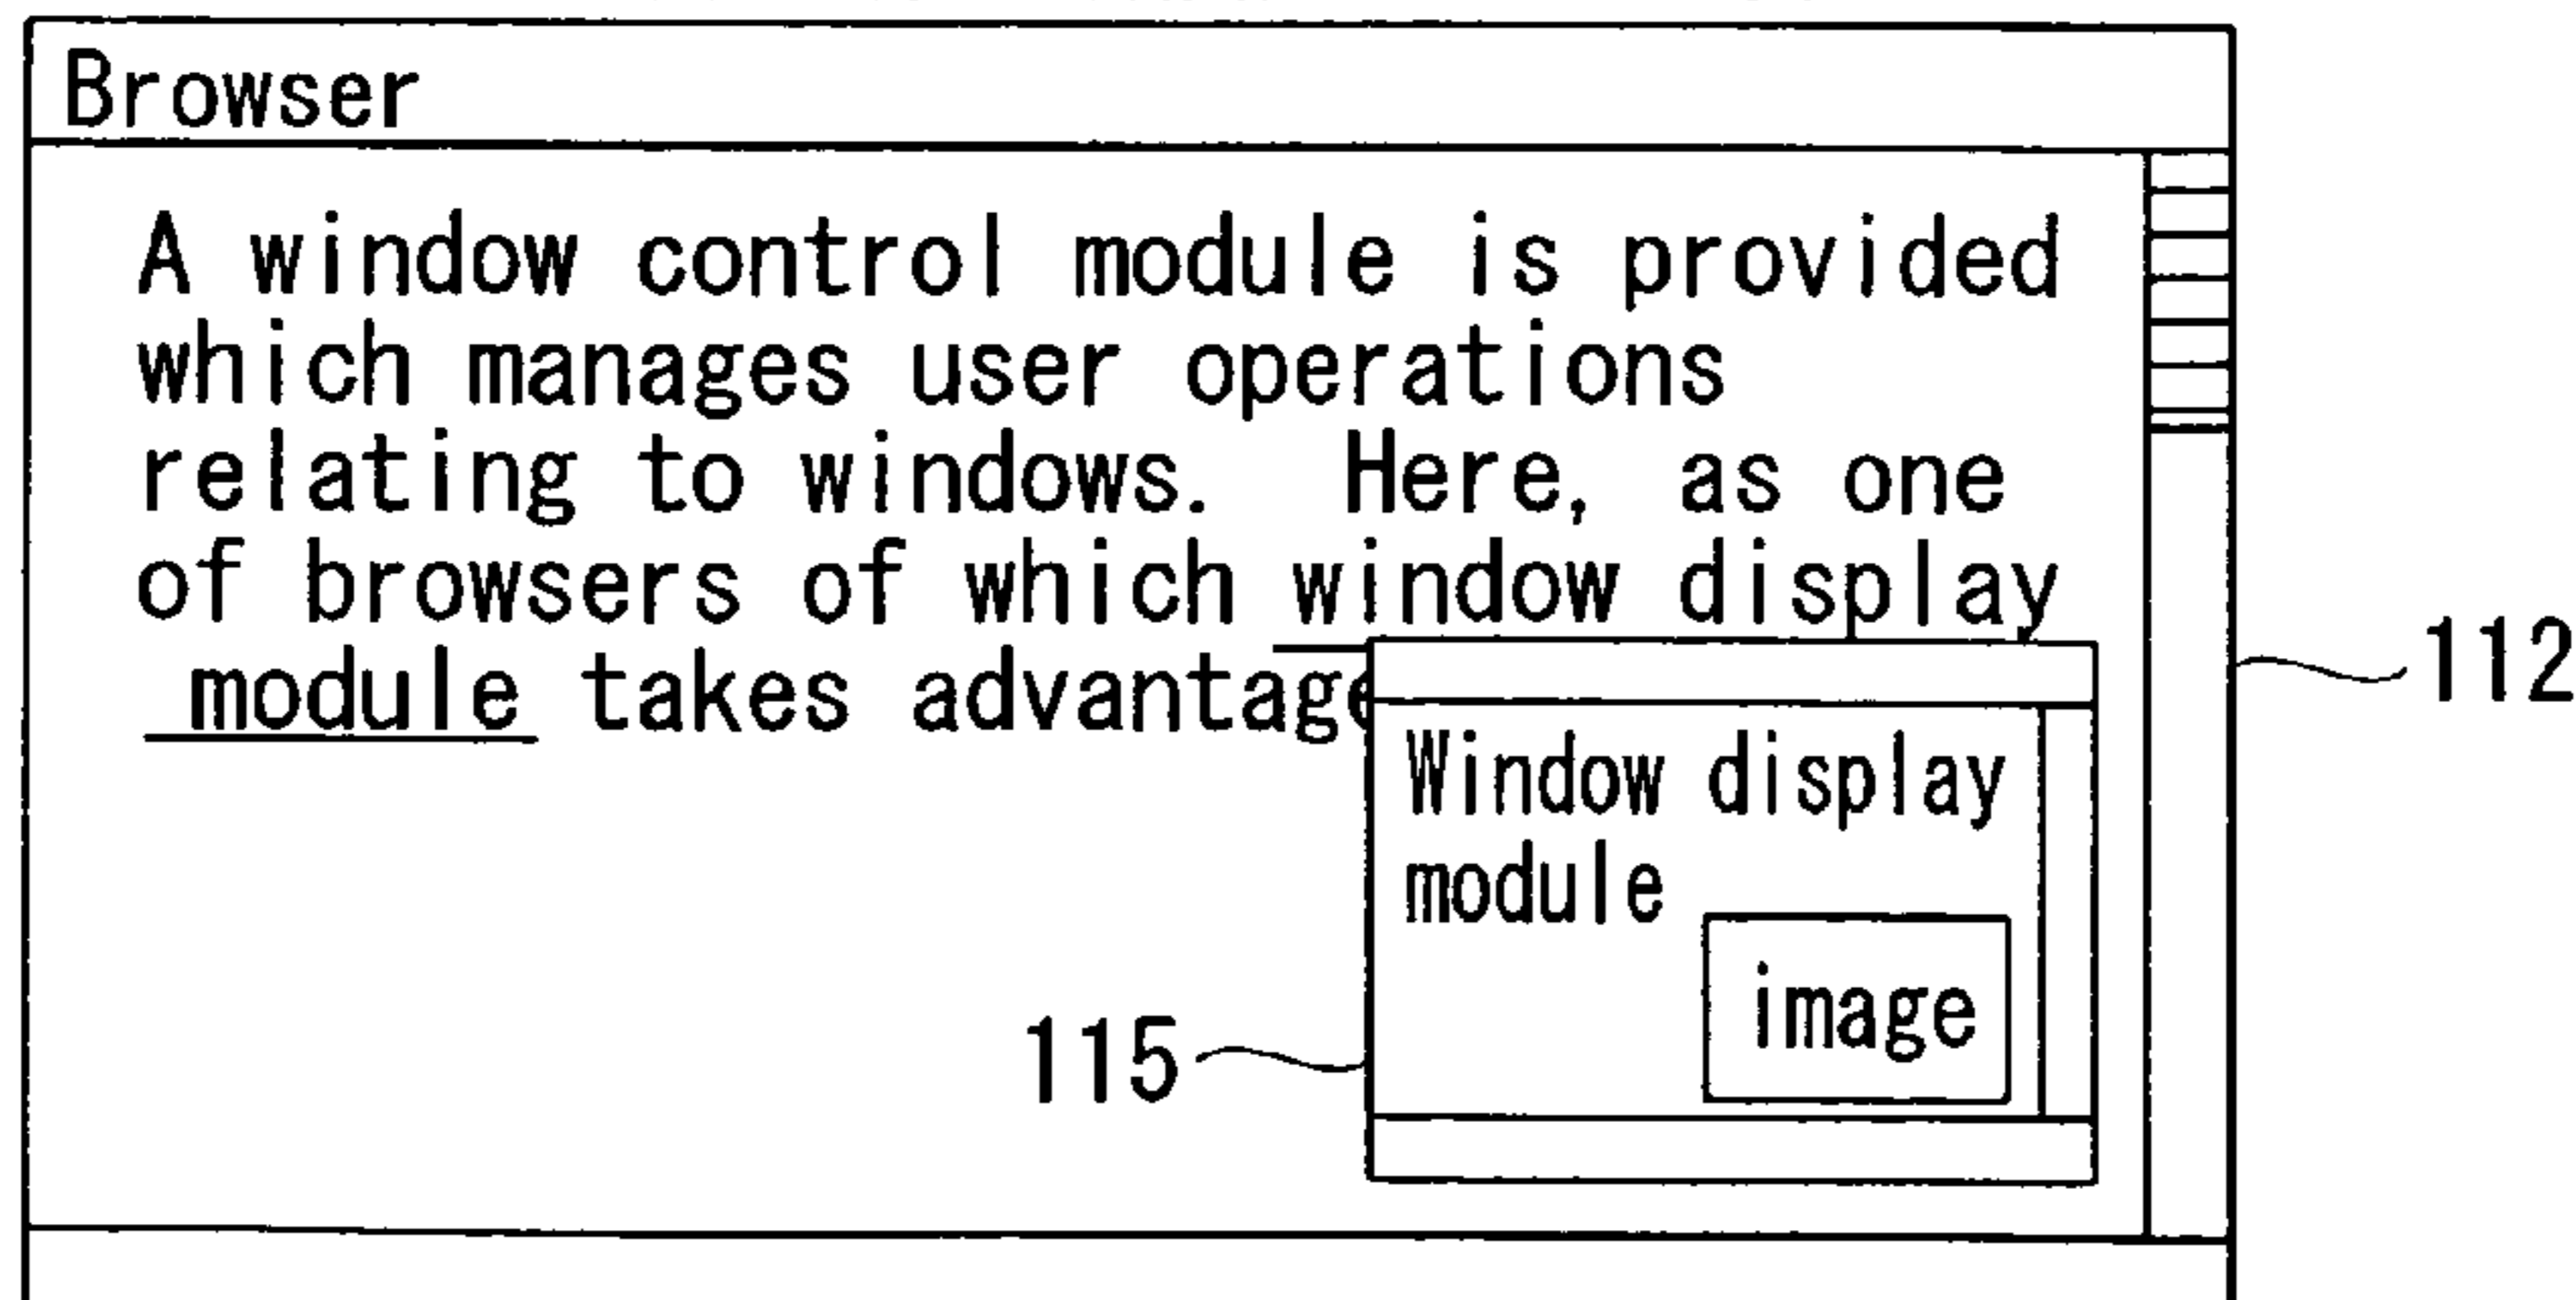 Browser
A window control module is provided
which manages user operations
relating to windows.  Here, as one
of browsers of which window display
module takes advantage
Window display
module
image
112
115